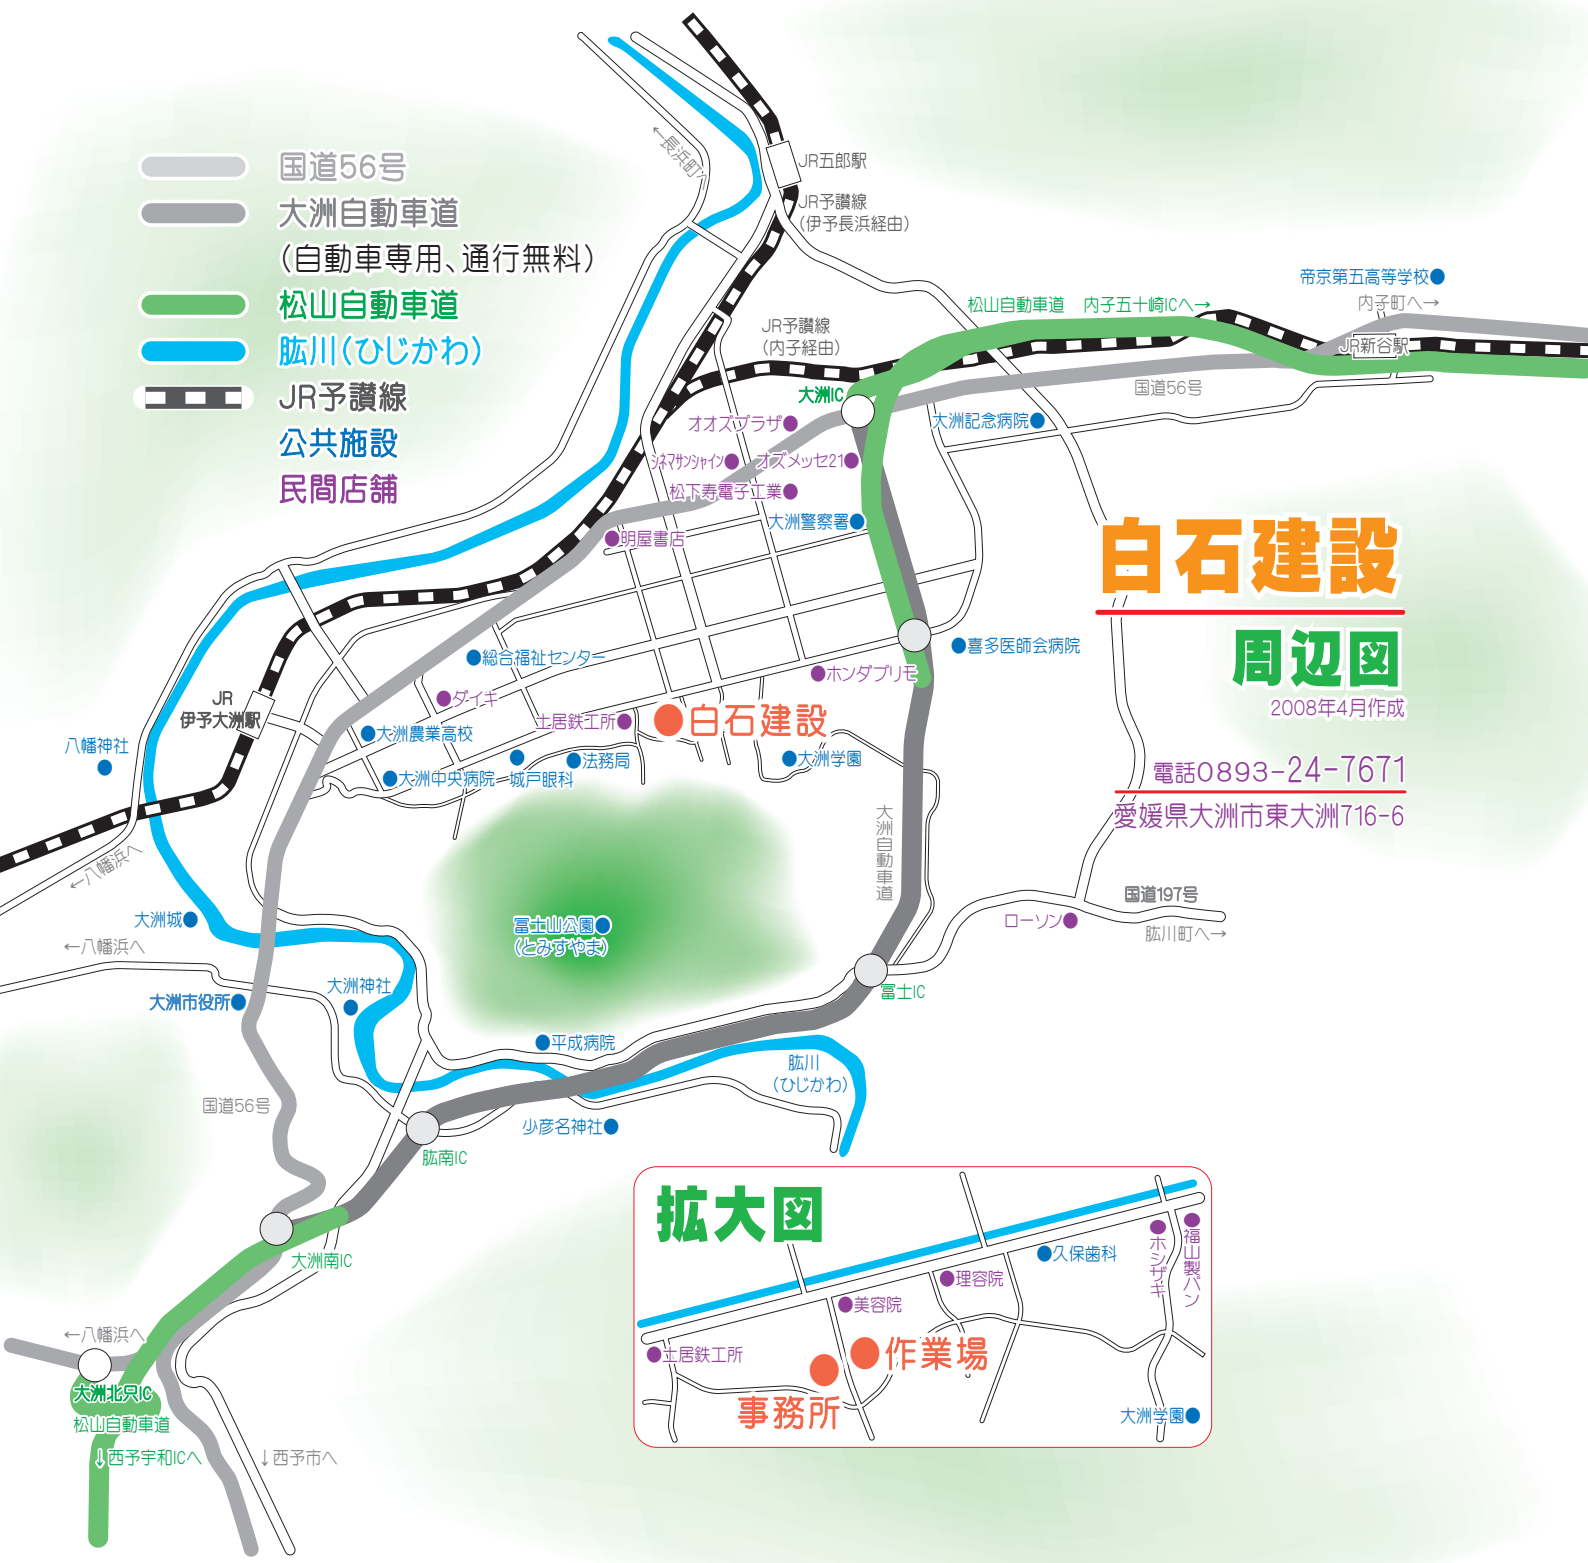 国道56号
大洲自動車道
(自動車専用、通行無料)
松山自動車道
肱川(ひじかわ)
JR予讃線
公共施設
民間店舗
←長浜町へ
JR五郎駅
JR予讃線
(伊予長浜経由)
帝京第五高等学校
内子町へ→
松山自動車道 内子五十崎ICへ→
JR予讃線
(内子経由)
JR新谷駅
国道56号
大洲IC
オオズプラザ
大洲記念病院
シネマサンシャイン
オズメッセ21
松下寿電子工業
大洲警察署
明屋書店
白石建設
周辺図
2008年4月作成
電話0893-24-7671
愛媛県大洲市東大洲716-6
喜多医師会病院
総合福祉センター
ホンダプリモ
ダイキ
JR
伊予大洲駅
土居鉄工所
白石建設
大洲農業高校
八幡神社
法務局
大洲学園
大洲中央病院
城戸眼科
大洲自動車道
←八幡浜へ
国道197号
大洲城
冨士山公園
(とみすやま)
ローソン
肱川町へ→
←八幡浜へ
大洲神社
大洲市役所
冨士IC
平成病院
肱川
(ひじかわ)
国道56号
少彦名神社
肱南IC
大洲南IC
←八幡浜へ
大洲北只IC
松山自動車道
↓西予宇和ICへ
↓西予市へ
拡大図
久保歯科
ホシザキ
福山製パン
理容院
美容院
土居鉄工所
作業場
事務所
大洲学園